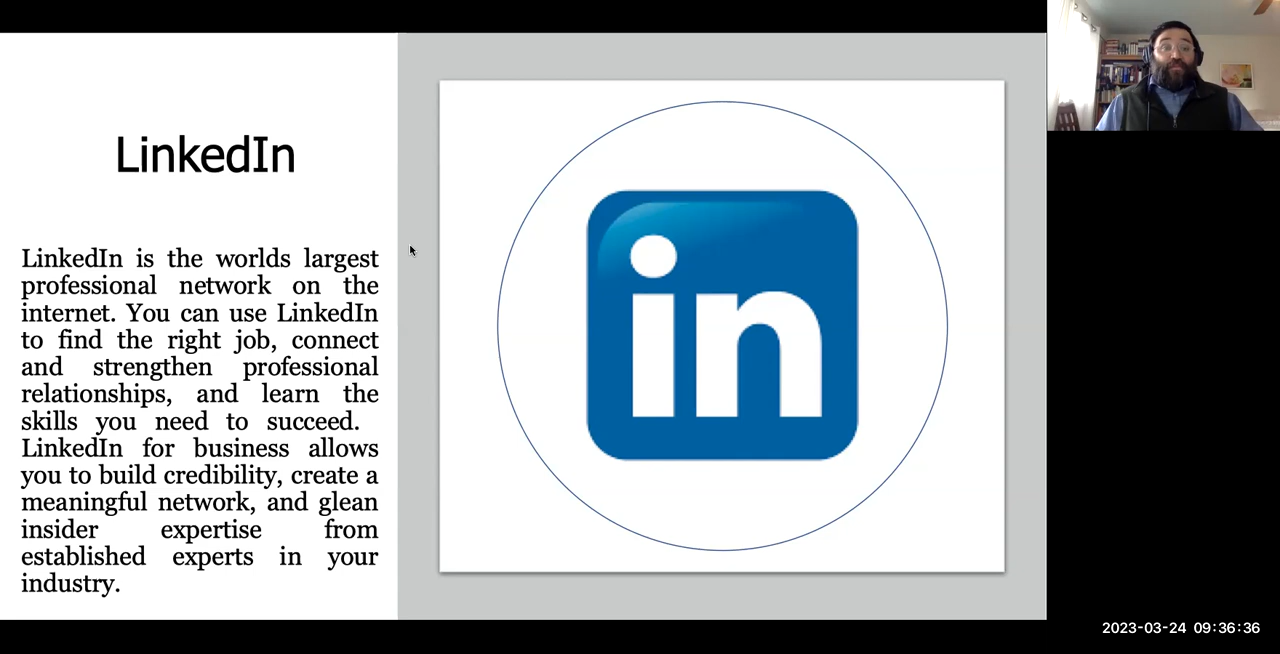 LinkedIn
LinkedIn is the worlds largest
professional network on the
internet. You can use LinkedIn
to find the right job, connect
and strengthen professional
relationships, and learn the
skills you need to succeed.
LinkedIn for business allows
you to build credibility, create a
meaningful network, and glean
insider expertise from
established experts in your
industry.
in
2023-03-24 09:36:36